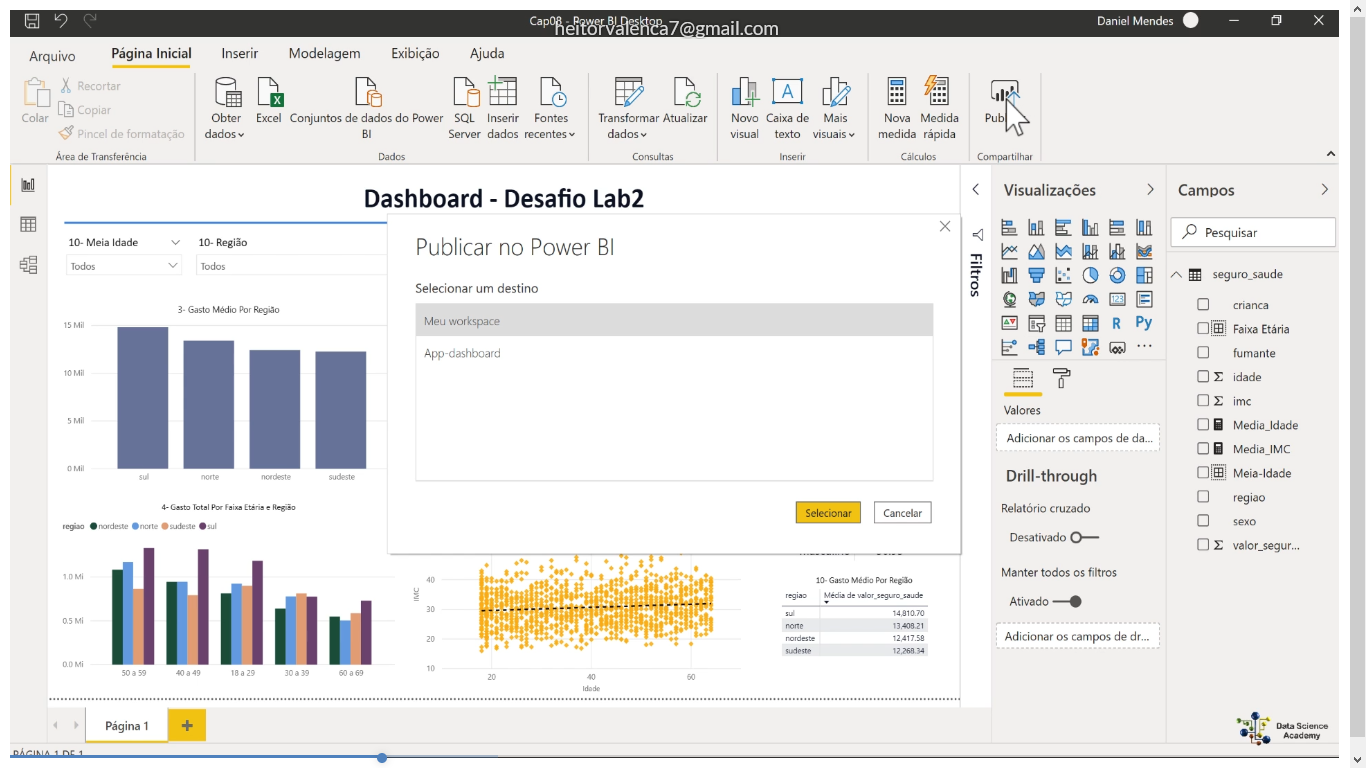 Cap08 - Power BI Desktop
heitorvalenca7@gmail.com
Daniel Mendes
Arquivo
Página Inicial
Inserir
Modelagem
Exibição
Ajuda
Colar
Recortar
Copiar
Pincel de formatação
Área de Transferência
Obter dados
Excel
Conjuntos de dados do Power BI
SQL Server
Inserir dados
Fontes recentes
Dados
Transformar dados
Atualizar
Consultas
Novo visual
Caixa de texto
Mais visuais
Inserir
Nova medida
Medida rápida
Cálculos
Compartilhar
Dashboard - Desafio Lab2
10- Meia Idade
10- Região
Todos
Todos
3- Gasto Médio Por Região
15 Mil
10 Mil
5 Mil
0 Mil
sul
norte
nordeste
sudeste
4- Gasto Total Por Faixa Etária e Região
regiao nordeste norte sudeste sul
1.0 Mi
0.5 Mi
0.0 Mi
50 a 59
40 a 49
18 a 29
30 a 39
60 a 69
Publicar no Power BI
Selecionar um destino
Meu workspace
App-dashboard
Selecionar
Cancelar
IMC
40
30
20
10
20
40
60
Idade
10- Gasto Médio Por Região
regiao Média de valor_seguro_saude
sul 14,810.70
norte 13,408.21
nordeste 12,417.58
sudeste 12,268.34
Filtros
Visualizações
R
Py
123
Valores
Adicionar os campos de da...
Drill-through
Relatório cruzado
Desativado
Manter todos os filtros
Ativado
Adicionar os campos de dr...
Campos
Pesquisar
seguro_saude
crianca
Faixa Etária
fumante
idade
imc
Media_Idade
Media_IMC
Meia-Idade
regiao
sexo
valor_segur...
Página 1
PÁGINA 1 DE 1
Data Science
Academy